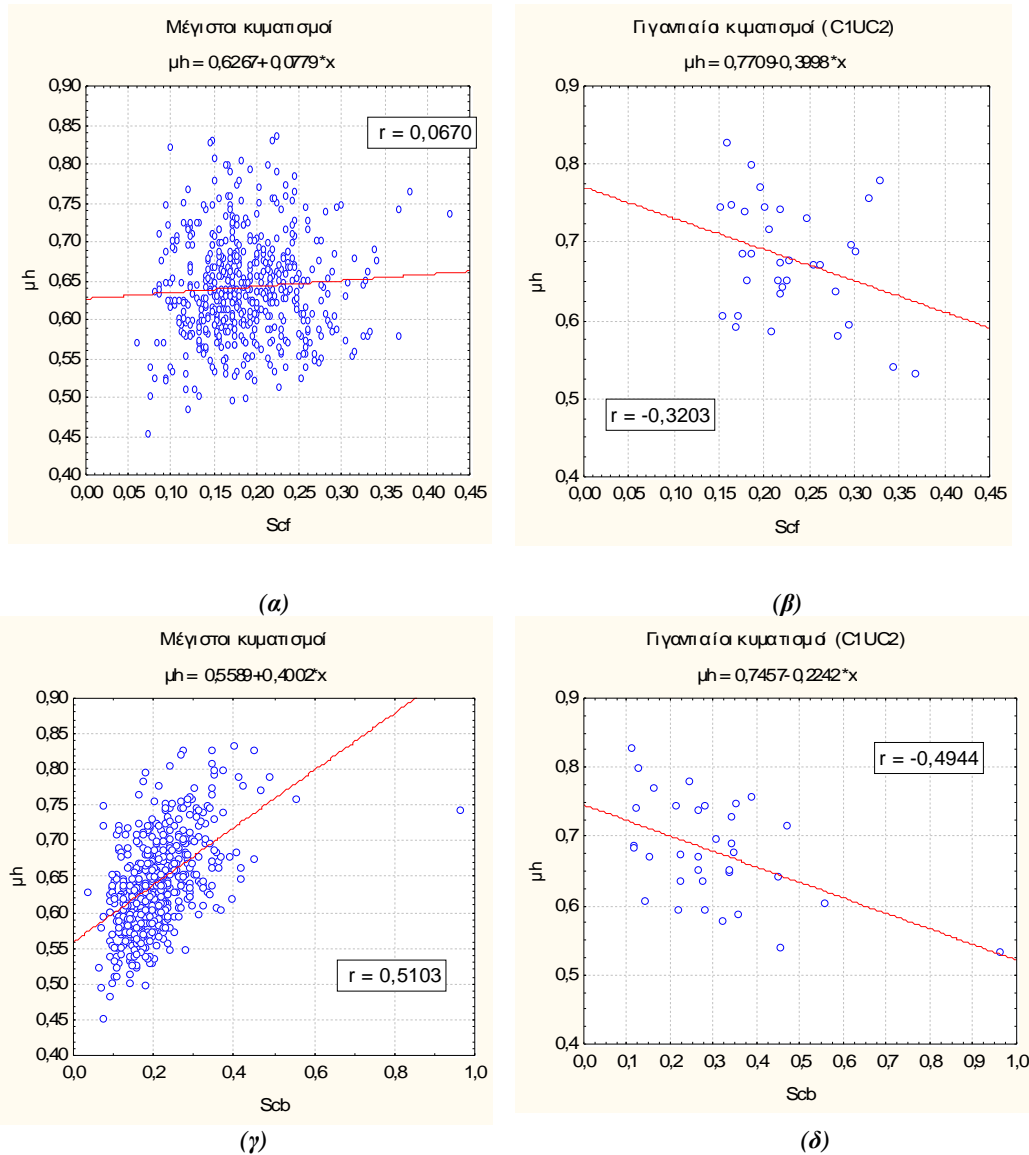 Μέγιστοι κυματισμοί
μh = 0,6267+0,0779*x
0,90
0,85
0,80
0,75
0,70
0,65
0,60
0,55
0,50
0,45
0,40
μh
r = 0,0670
0,00 0,05 0,10 0,15 0,20 0,25 0,30 0,35 0,40 0,45
Scf
(α)
Γιγαντιαίοι κυματισμοί (C1UC2)
μh = 0,7709-0,3998*x
0,9
0,8
0,7
0,6
0,5
0,4
μh
r = -0,3203
0,00 0,05 0,10 0,15 0,20 0,25 0,30 0,35 0,40 0,45
Scf
(β)
Μέγιστοι κυματισμοί
μh = 0,5589+0,4002*x
0,90
0,85
0,80
0,75
0,70
0,65
0,60
0,55
0,50
0,45
0,40
μh
r = 0,5103
0,0 0,2 0,4 0,6 0,8 1,0
Scb
(γ)
Γιγαντιαίοι κυματισμοί (C1UC2)
μh = 0,7457-0,2242*x
0,9
0,8
0,7
0,6
0,5
0,4
μh
r = -0,4944
0,0 0,1 0,2 0,3 0,4 0,5 0,6 0,7 0,8 0,9 1,0
Scb
(δ)